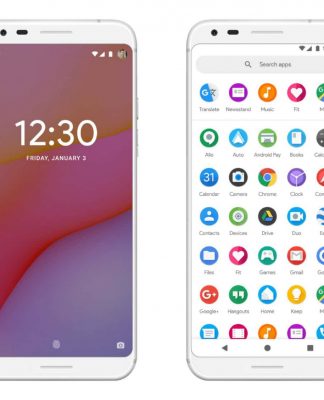 12:30
FRIDAY, JANUARY 3
Search apps
Translate Newsstand Music Fit
Allo Auto Android Pay Books
Calendar Camera Chrome Clock
31
Contacts Devices Drive Duo
Files Fit Games Gmail
Google+ Hangouts Home Keep